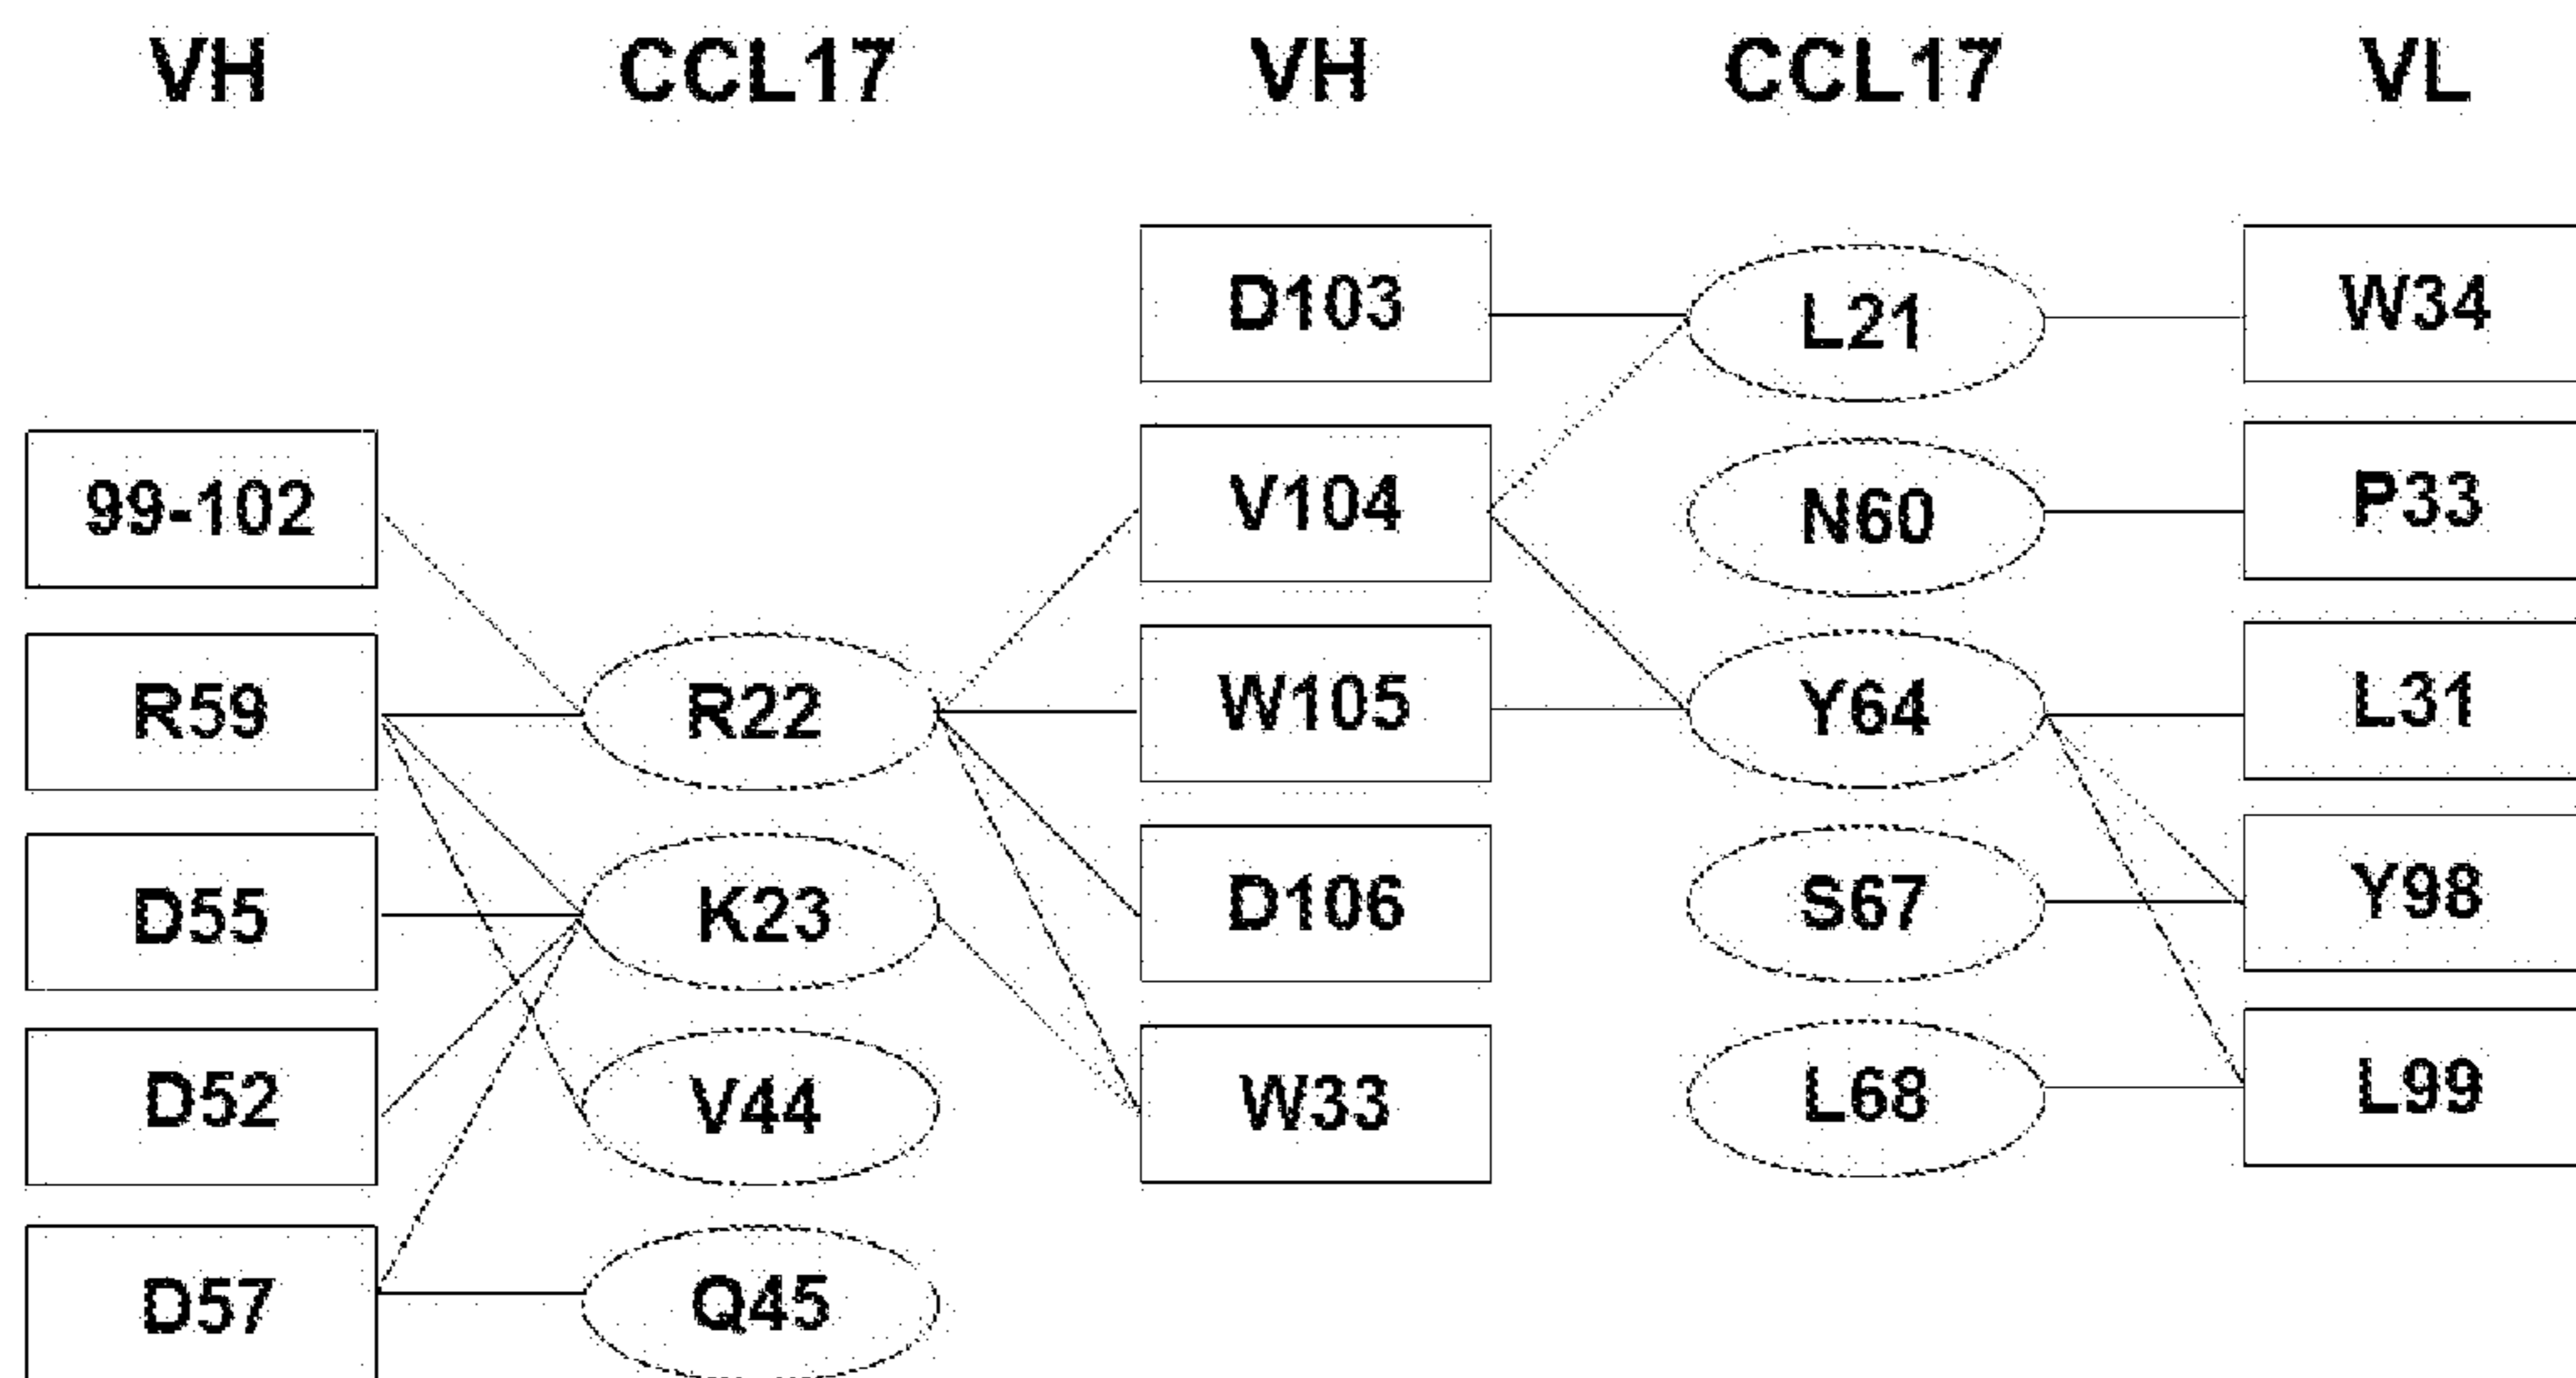 VH CCL17 VH CCL17 VL
D103 L21 W34
99-102 V104 N60 P33
R59 R22 W105 Y64 L31
D55 K23 D106 S67 Y98
D52 V44 W33 L68 L99
D57 Q45